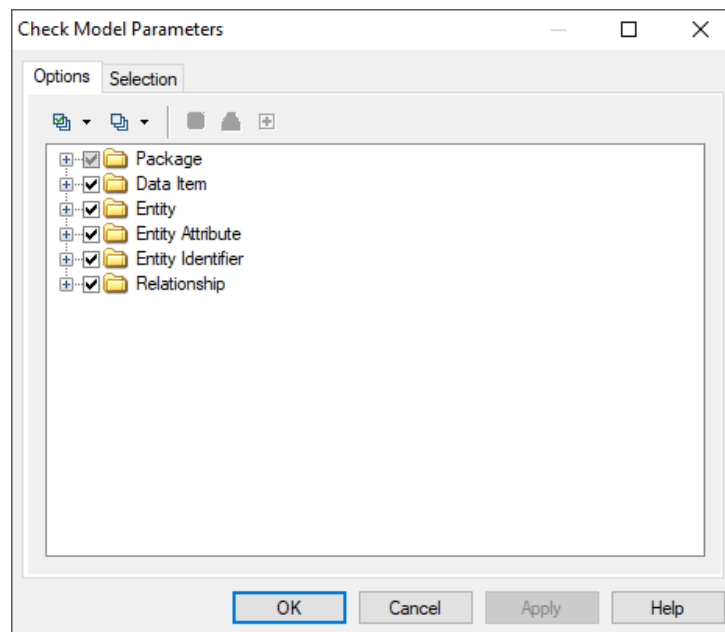 Check Model Parameters
Options Selection
Package
Data Item
Entity
Entity Attribute
Entity Identifier
Relationship
OK Cancel Apply Help